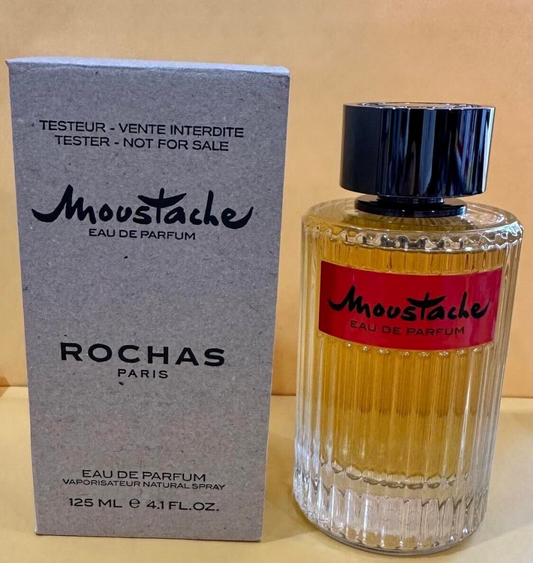 TESTEUR - VENTE INTERDITE
TESTER - NOT FOR SALE
Moustache
EAU DE PARFUM
ROCHAS
PARIS
EAU DE PARFUM
VAPORISATEUR NATURAL SPRAY
125 ML ℮ 4.1 FL.OZ.
Moustache
EAU DE PARFUM